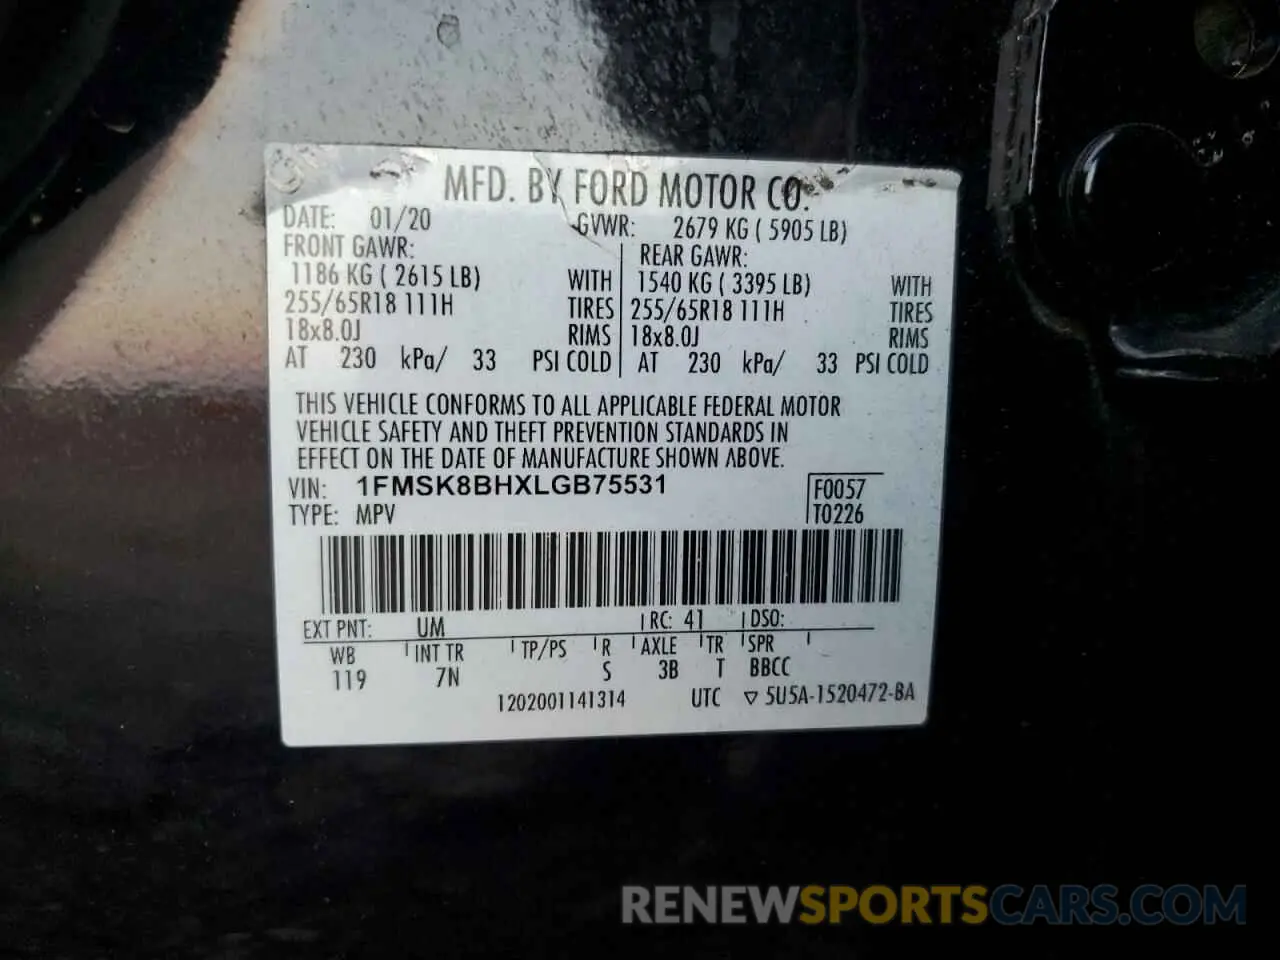 MFD. BY FORD MOTOR CO.
DATE: 01/20 GVWR: 2679 KG ( 5905 LB)
FRONT GAWR: REAR GAWR:
1186 KG ( 2615 LB) WITH 1540 KG ( 3395 LB) WITH
255/65R18 111H TIRES 255/65R18 111H TIRES
18x8.0J RIMS 18x8.0J RIMS
AT 230 kPa/ 33 PSI COLD AT 230 kPa/ 33 PSI COLD
THIS VEHICLE CONFORMS TO ALL APPLICABLE FEDERAL MOTOR
VEHICLE SAFETY AND THEFT PREVENTION STANDARDS IN
EFFECT ON THE DATE OF MANUFACTURE SHOWN ABOVE.
VIN: 1FMSK8BHXLGB75531 F0057
TYPE: MPV T0226
EXT PNT: UM RC: 41 DSO:
WB INT TR TP/PS R AXLE TR SPR
119 7N S 3B T BBCC
1202001141314 UTC ▽ 5U5A-1520472-BA
RENEWSPORTSCARS.COM